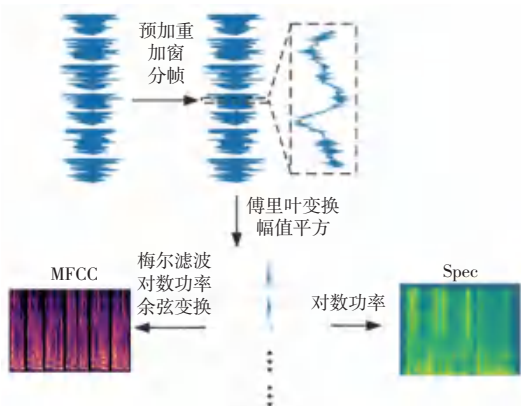 预加重
加窗
分帧
傅里叶变换
幅值平方
MFCC
梅尔滤波
对数功率
余弦变换
对数功率
Spec